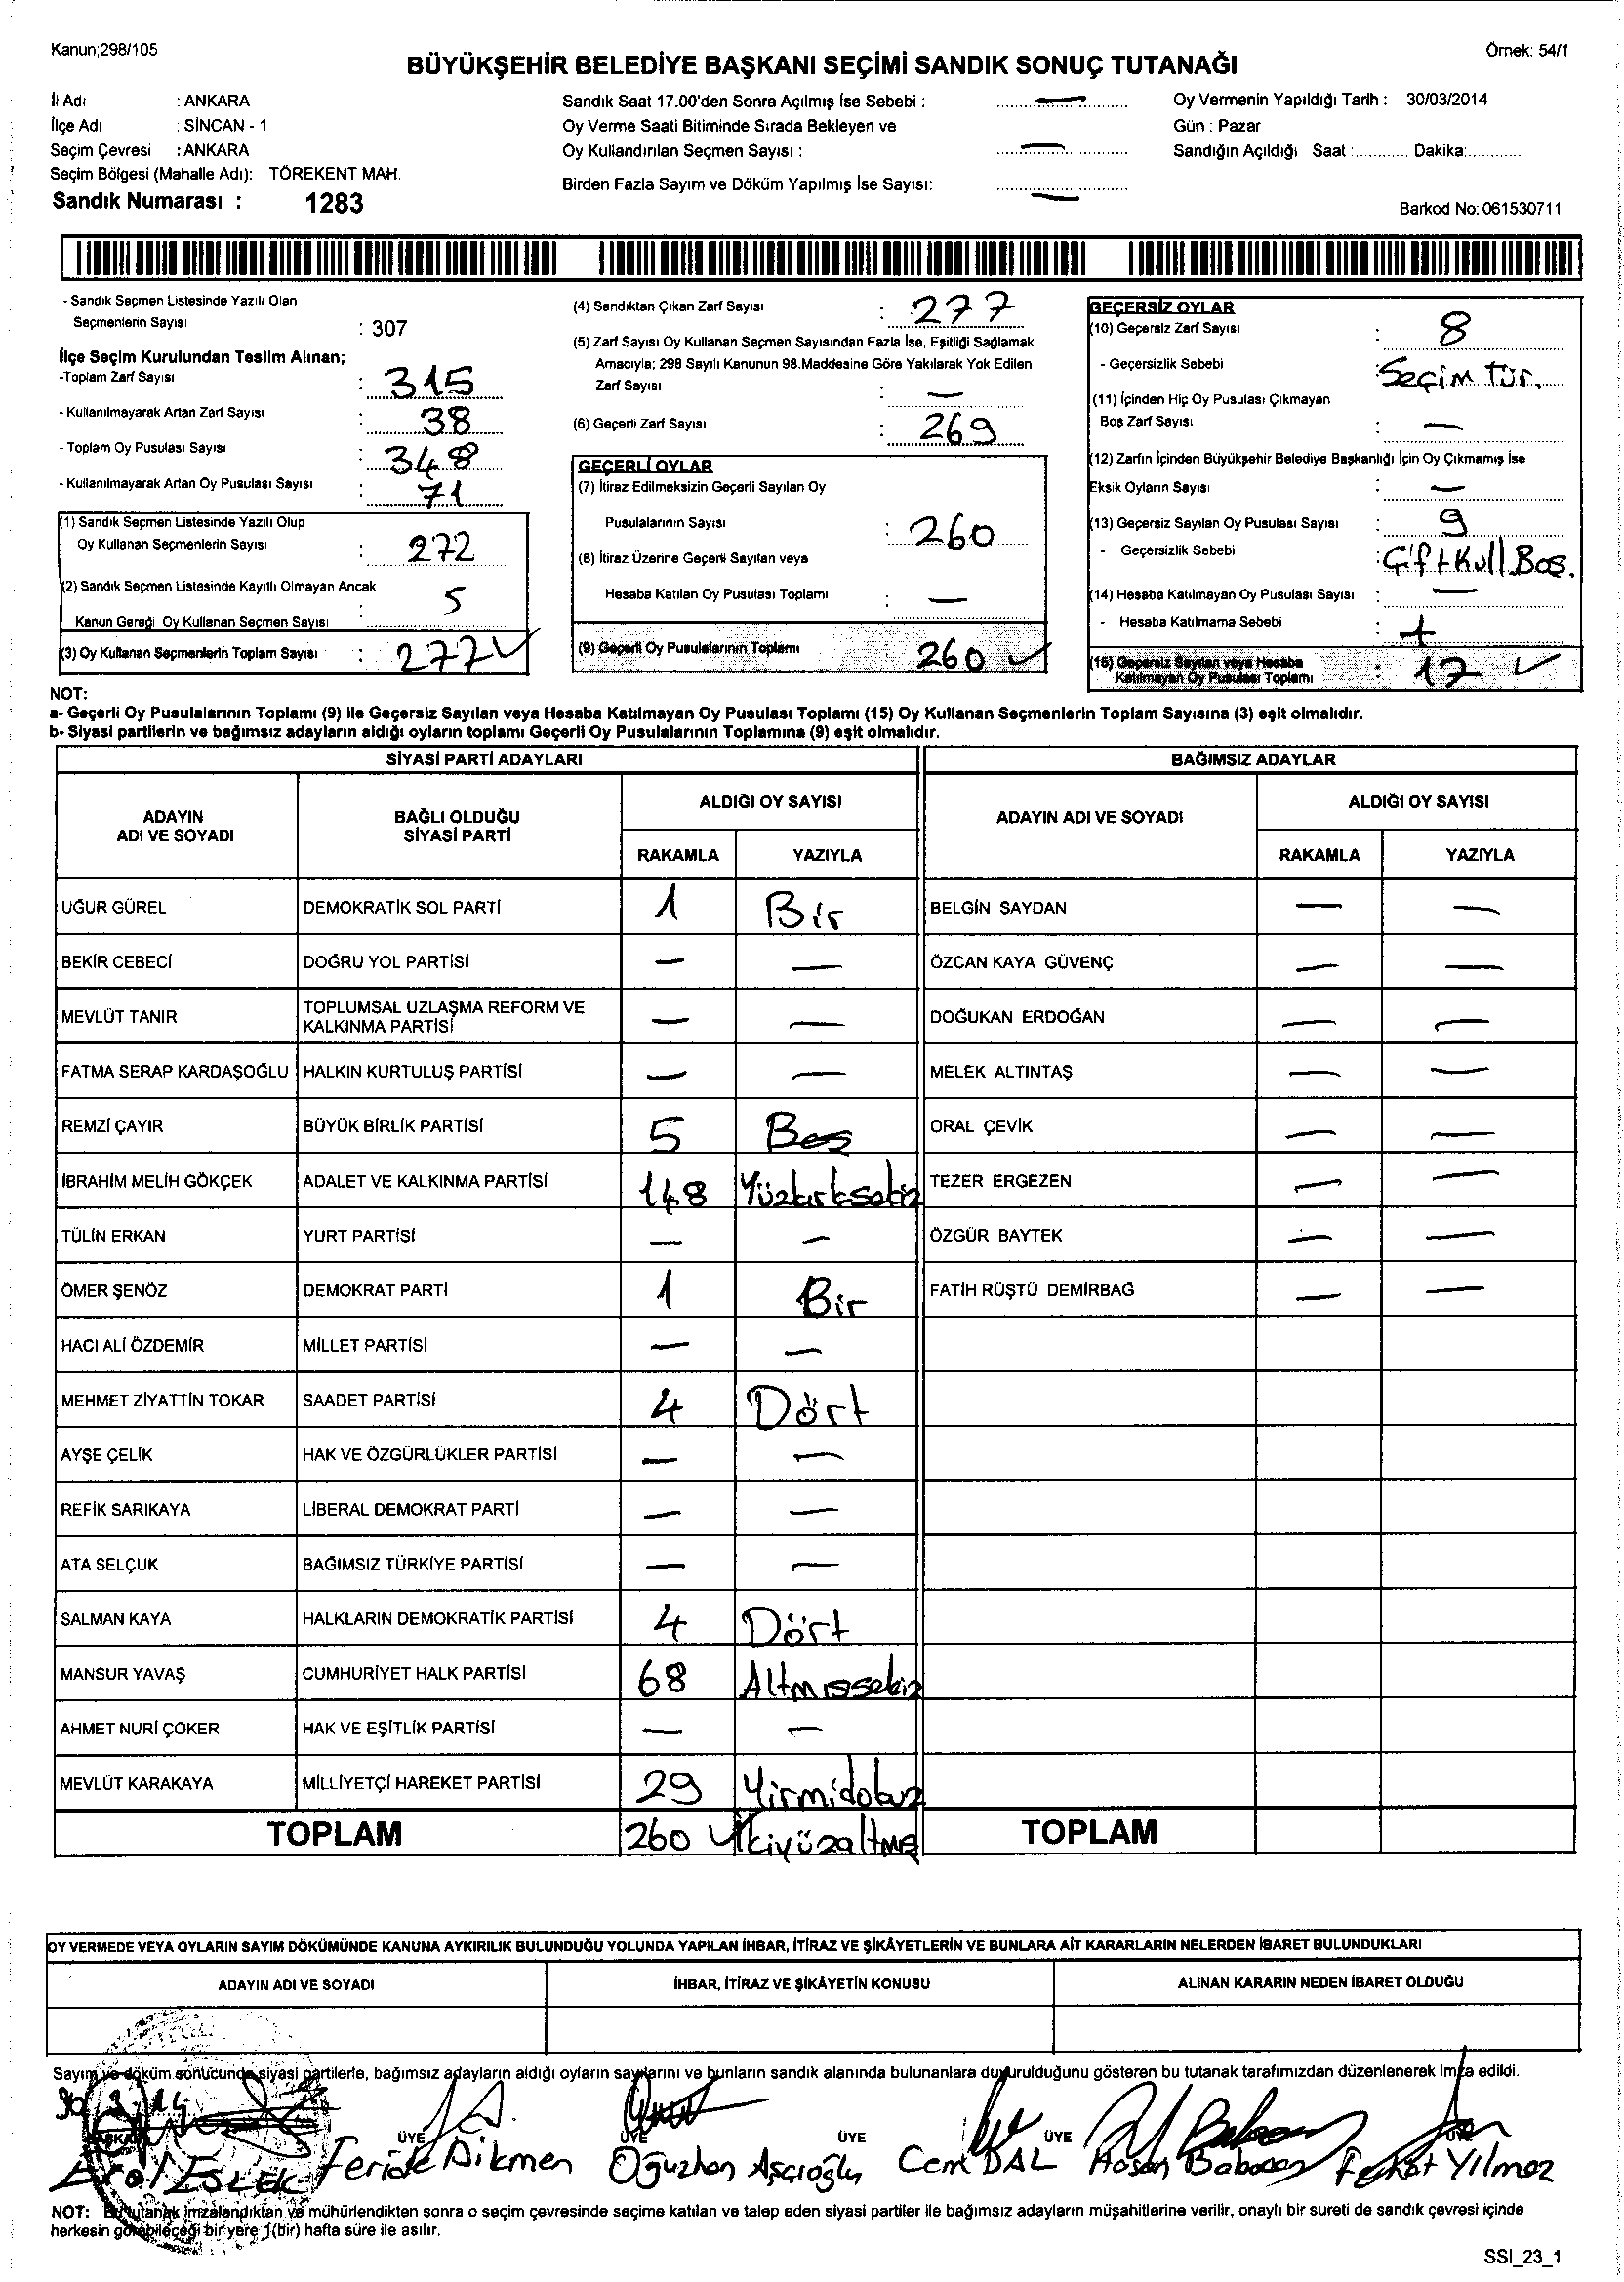 Kanun;298/105
Örnek: 54/1
BÜYÜKŞEHİR BELEDİYE BAŞKANI SEÇİMİ SANDIK SONUÇ TUTANAĞI
İl Adı : ANKARA
İlçe Adı : SİNCAN - 1
Seçim Çevresi : ANKARA
Seçim Bölgesi (Mahalle Adı): TÖREKENT MAH.
Sandık Numarası : 1283
Sandık Saat 17.00'den Sonra Açılmış İse Sebebi : —
Oy Verme Saati Bitiminde Sırada Bekleyen ve
Oy Kullandırılan Seçmen Sayısı : —
Birden Fazla Sayım ve Döküm Yapılmış İse Sayısı: —
Oy Vermenin Yapıldığı Tarih : 30/03/2014
Gün : Pazar
Sandığın Açıldığı Saat :............ Dakika:............
Barkod No: 061530711
- Sandık Seçmen Listesinde Yazılı Olan
Seçmenlerin Sayısı : 307
İlçe Seçim Kurulundan Teslim Alınan;
-Toplam Zarf Sayısı : 315
- Kullanılmayarak Artan Zarf Sayısı : 38
- Toplam Oy Pusulası Sayısı : 348
- Kullanılmayarak Artan Oy Pusulası Sayısı : 71
(1) Sandık Seçmen Listesinde Yazılı Olup
Oy Kullanan Seçmenlerin Sayısı : 272
(2) Sandık Seçmen Listesinde Kayıtlı Olmayan Ancak
Kanun Gereği Oy Kullanan Seçmen Sayısı : 5
(3) Oy Kullanan Seçmenlerin Toplam Sayısı : 277
(4) Sandıktan Çıkan Zarf Sayısı : 277
(5) Zarf Sayısı Oy Kullanan Seçmen Sayısından Fazla İse, Eşitliği Sağlamak
Amacıyla; 298 Sayılı Kanunun 98.Maddesine Göre Yakılarak Yok Edilen
Zarf Sayısı : —
(6) Geçerli Zarf Sayısı : 269
GEÇERLİ OYLAR
(7) İtiraz Edilmeksizin Geçerli Sayılan Oy
Pusulalarının Sayısı : 260
(8) İtiraz Üzerine Geçerli Sayılan veya
Hesaba Katılan Oy Pusulası Toplamı : —
(9) Geçerli Oy Pusulalarının Toplamı 260
GEÇERSİZ OYLAR
(10) Geçersiz Zarf Sayısı : 8
- Geçersizlik Sebebi : Seçim Tür.
(11) İçinden Hiç Oy Pusulası Çıkmayan
Boş Zarf Sayısı : —
(12) Zarfın İçinden Büyükşehir Belediye Başkanlığı İçin Oy Çıkmamış İse
Eksik Oyların Sayısı : —
(13) Geçersiz Sayılan Oy Pusulası Sayısı : 9
- Geçersizlik Sebebi : Çift Kull Boş.
(14) Hesaba Katılmayan Oy Pusulası Sayısı : —
- Hesaba Katılmama Sebebi :
(15) Geçersiz Sayılan veya Hesaba
Katılmayan Oy Pusulası Toplamı : 17
NOT:
a- Geçerli Oy Pusulalarının Toplamı (9) ile Geçersiz Sayılan veya Hesaba Katılmayan Oy Pusulası Toplamı (15) Oy Kullanan Seçmenlerin Toplam Sayısına (3) eşit olmalıdır.
b- Siyasi partilerin ve bağımsız adayların aldığı oyların toplamı Geçerli Oy Pusulalarının Toplamına (9) eşit olmalıdır.
SİYASİ PARTİ ADAYLARI BAĞIMSIZ ADAYLAR
ADAYIN ADI VE SOYADI BAĞLI OLDUĞU SİYASİ PARTİ ALDIĞI OY SAYISI ADAYIN ADI VE SOYADI ALDIĞI OY SAYISI
RAKAMLA YAZIYLA RAKAMLA YAZIYLA
UĞUR GÜREL DEMOKRATİK SOL PARTİ 1 Bir BELGİN SAYDAN — —
BEKİR CEBECİ DOĞRU YOL PARTİSİ — — ÖZCAN KAYA GÜVENÇ — —
MEVLÜT TANIR TOPLUMSAL UZLAŞMA REFORM VE KALKINMA PARTİSİ — — DOĞUKAN ERDOĞAN — —
FATMA SERAP KARDAŞOĞLU HALKIN KURTULUŞ PARTİSİ — — MELEK ALTINTAŞ — —
REMZİ ÇAYIR BÜYÜK BİRLİK PARTİSİ 5 Beş ORAL ÇEVİK — —
İBRAHİM MELİH GÖKÇEK ADALET VE KALKINMA PARTİSİ 148 Yüzkırksekiz TEZER ERGEZEN — —
TÜLİN ERKAN YURT PARTİSİ — — ÖZGÜR BAYTEK — —
ÖMER ŞENÖZ DEMOKRAT PARTİ 1 Bir FATİH RÜŞTÜ DEMİRBAĞ — —
HACI ALİ ÖZDEMİR MİLLET PARTİSİ — —
MEHMET ZİYATTİN TOKAR SAADET PARTİSİ 4 Dört
AYŞE ÇELİK HAK VE ÖZGÜRLÜKLER PARTİSİ — —
REFİK SARIKAYA LİBERAL DEMOKRAT PARTİ — —
ATA SELÇUK BAĞIMSIZ TÜRKİYE PARTİSİ — —
SALMAN KAYA HALKLARIN DEMOKRATİK PARTİSİ 4 Dört
MANSUR YAVAŞ CUMHURİYET HALK PARTİSİ 68 Altmışsekiz
AHMET NURİ ÇOKER HAK VE EŞİTLİK PARTİSİ — —
MEVLÜT KARAKAYA MİLLİYETÇİ HAREKET PARTİSİ 29 Yirmidokuz
TOPLAM 260 İkiyüzaltmış TOPLAM
OY VERMEDE VEYA OYLARIN SAYIM DÖKÜMÜNDE KANUNA AYKIRILIK BULUNDUĞU YOLUNDA YAPILAN İHBAR, İTİRAZ VE ŞİKÂYETLERİN VE BUNLARA AİT KARARLARIN NELERDEN İBARET BULUNDUKLARI
ADAYIN ADI VE SOYADI İHBAR, İTİRAZ VE ŞİKÂYETİN KONUSU ALINAN KARARIN NEDEN İBARET OLDUĞU
Sayım ve döküm sonucunda siyasi partilerle, bağımsız adayların aldığı oyların sayılarını ve bunların sandık alanında bulunanlara duyurulduğunu gösteren bu tutanak tarafımızdan düzenlenerek imza edildi.
30.3.14
BAŞKAN ÜYE ÜYE ÜYE ÜYE ÜYE
Erol Feride Dikmen Oğuzhan Aşçıoğlu Cem DAL Hasan Babacan Ferhat Yılmaz
NOT: Bu tutanak imzalandıktan ve mühürlendikten sonra o seçim çevresinde seçime katılan ve talep eden siyasi partiler ile bağımsız adayların müşahitlerine verilir, onaylı bir sureti de sandık çevresi içinde
herkesin görebileceği bir yere 1(bir) hafta süre ile asılır.
SSI_23_1